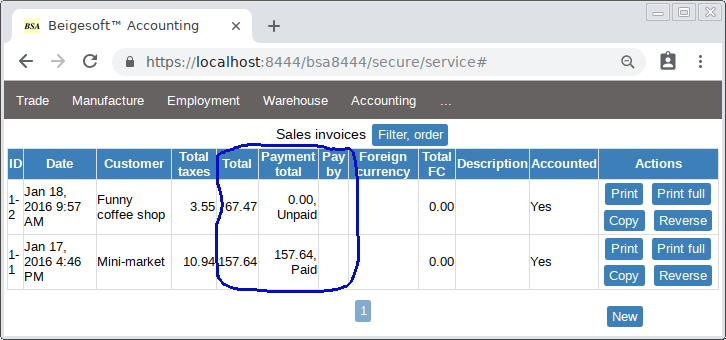 BSA Beigesoft™ Accounting
https://localhost:8444/bsa8444/secure/service#
Trade Manufacture Employment Warehouse Accounting ...
Sales invoices Filter, order
ID Date Customer Total taxes Total Payment total Pay by Foreign currency Total FC Description Accounted Actions
1-2 Jan 18, 2016 9:57 AM Funny coffee shop 3.55 67.47 0.00, Unpaid 0.00 Yes Print Print full Copy Reverse
1-1 Jan 17, 2016 4:46 PM Mini-market 10.94 157.64 157.64, Paid 0.00 Yes Print Print full Copy Reverse
1 New